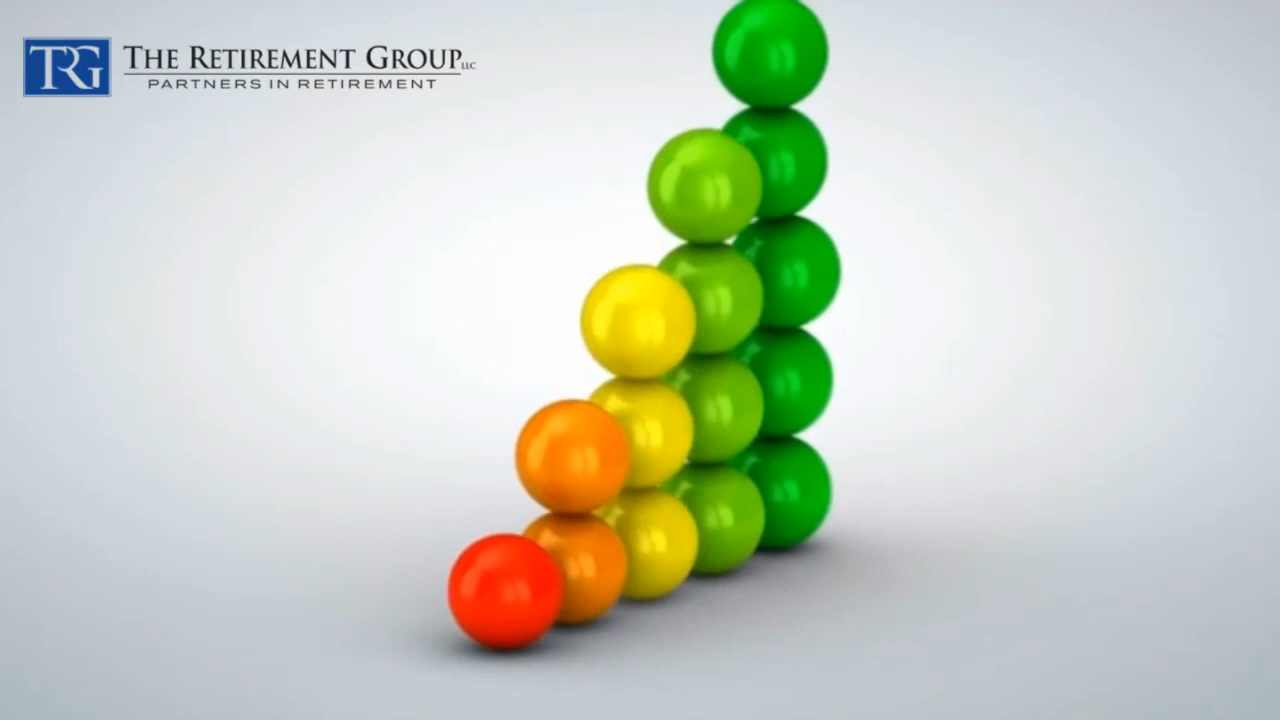 TRG
THE RETIREMENT GROUP LLC
PARTNERS IN RETIREMENT